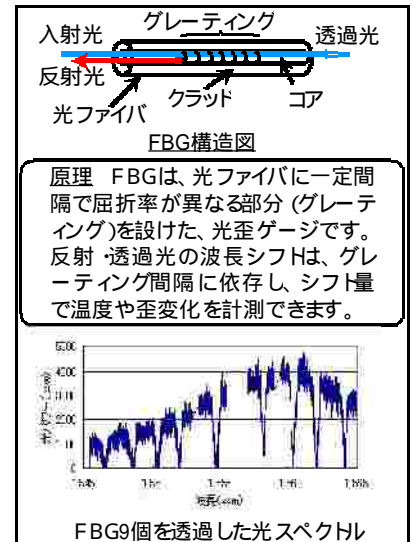 グレーティング
入射光
透過光
反射光
クラッド
コア
光ファイバ
FBG構造図
原理 FBGは、光ファイバに一定間
隔で屈折率が異なる部分(グレーテ
ィング)を設けた、光歪ゲージです。
反射・透過光の波長シフトは、グレ
ーティング間隔に依存し、シフト量
で温度や歪変化を計測できます。
FBG9個を透過した光スペクトル